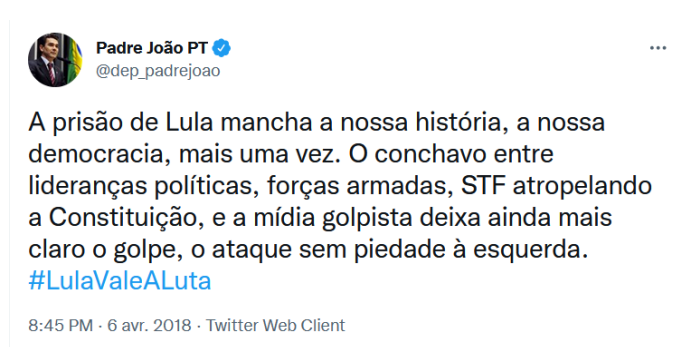 Padre João PT
@dep_padrejoao
A prisão de Lula mancha a nossa história, a nossa
democracia, mais uma vez. O conchavo entre
lideranças políticas, forças armadas, STF atropelando
a Constituição, e a mídia golpista deixa ainda mais
claro o golpe, o ataque sem piedade à esquerda.
#LulaValeALuta
8:45 PM · 6 avr. 2018 · Twitter Web Client